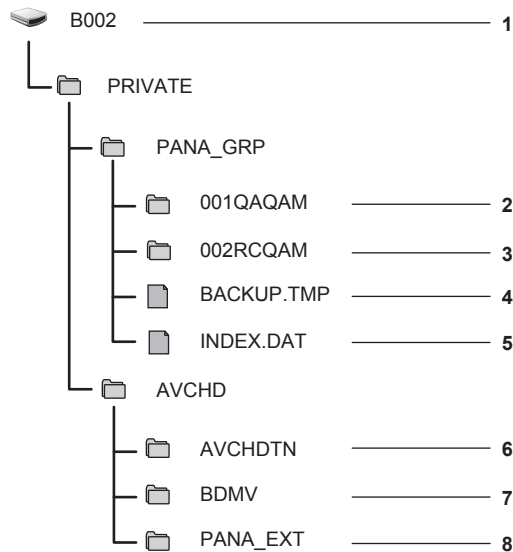 B002 1
PRIVATE
PANA_GRP
001QAQAM 2
002RCQAM 3
BACKUP.TMP 4
INDEX.DAT 5
AVCHD
AVCHDTN 6
BDMV 7
PANA_EXT 8